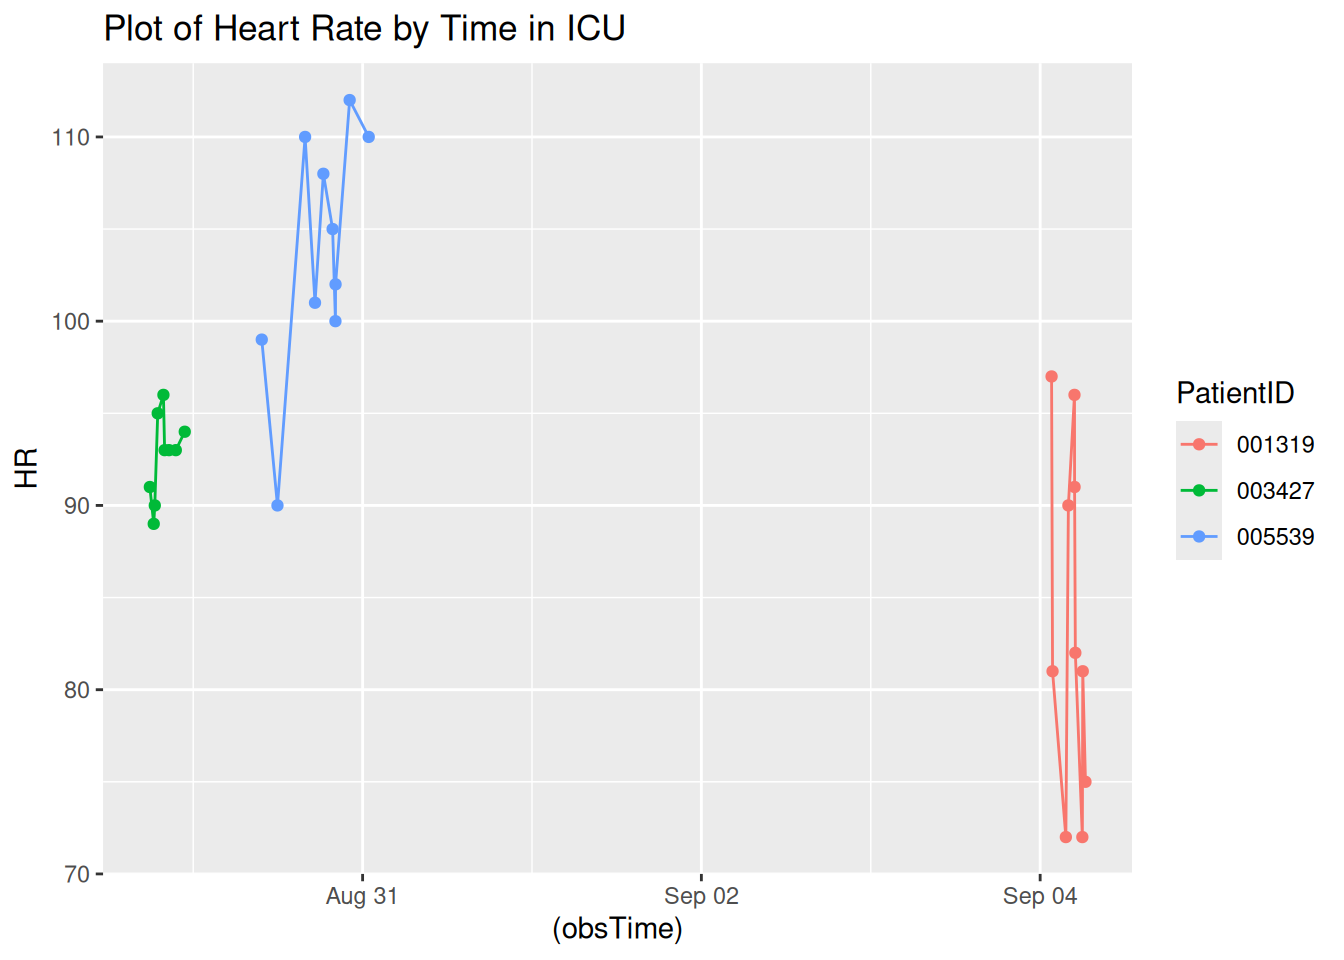 Plot of Heart Rate by Time in ICU
110
100
90
80
70
HR
Aug 31
Sep 02
Sep 04
(obsTime)
PatientID
001319
003427
005539